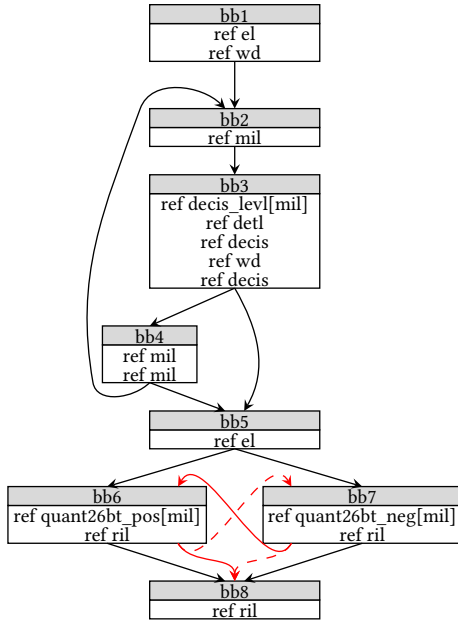 bb1
ref el
ref wd
bb2
ref mil
bb3
ref decis_levl[mil]
ref detl
ref decis
ref wd
ref decis
bb4
ref mil
ref mil
bb5
ref el
bb6
ref quant26bt_pos[mil]
ref ril
bb7
ref quant26bt_neg[mil]
ref ril
bb8
ref ril